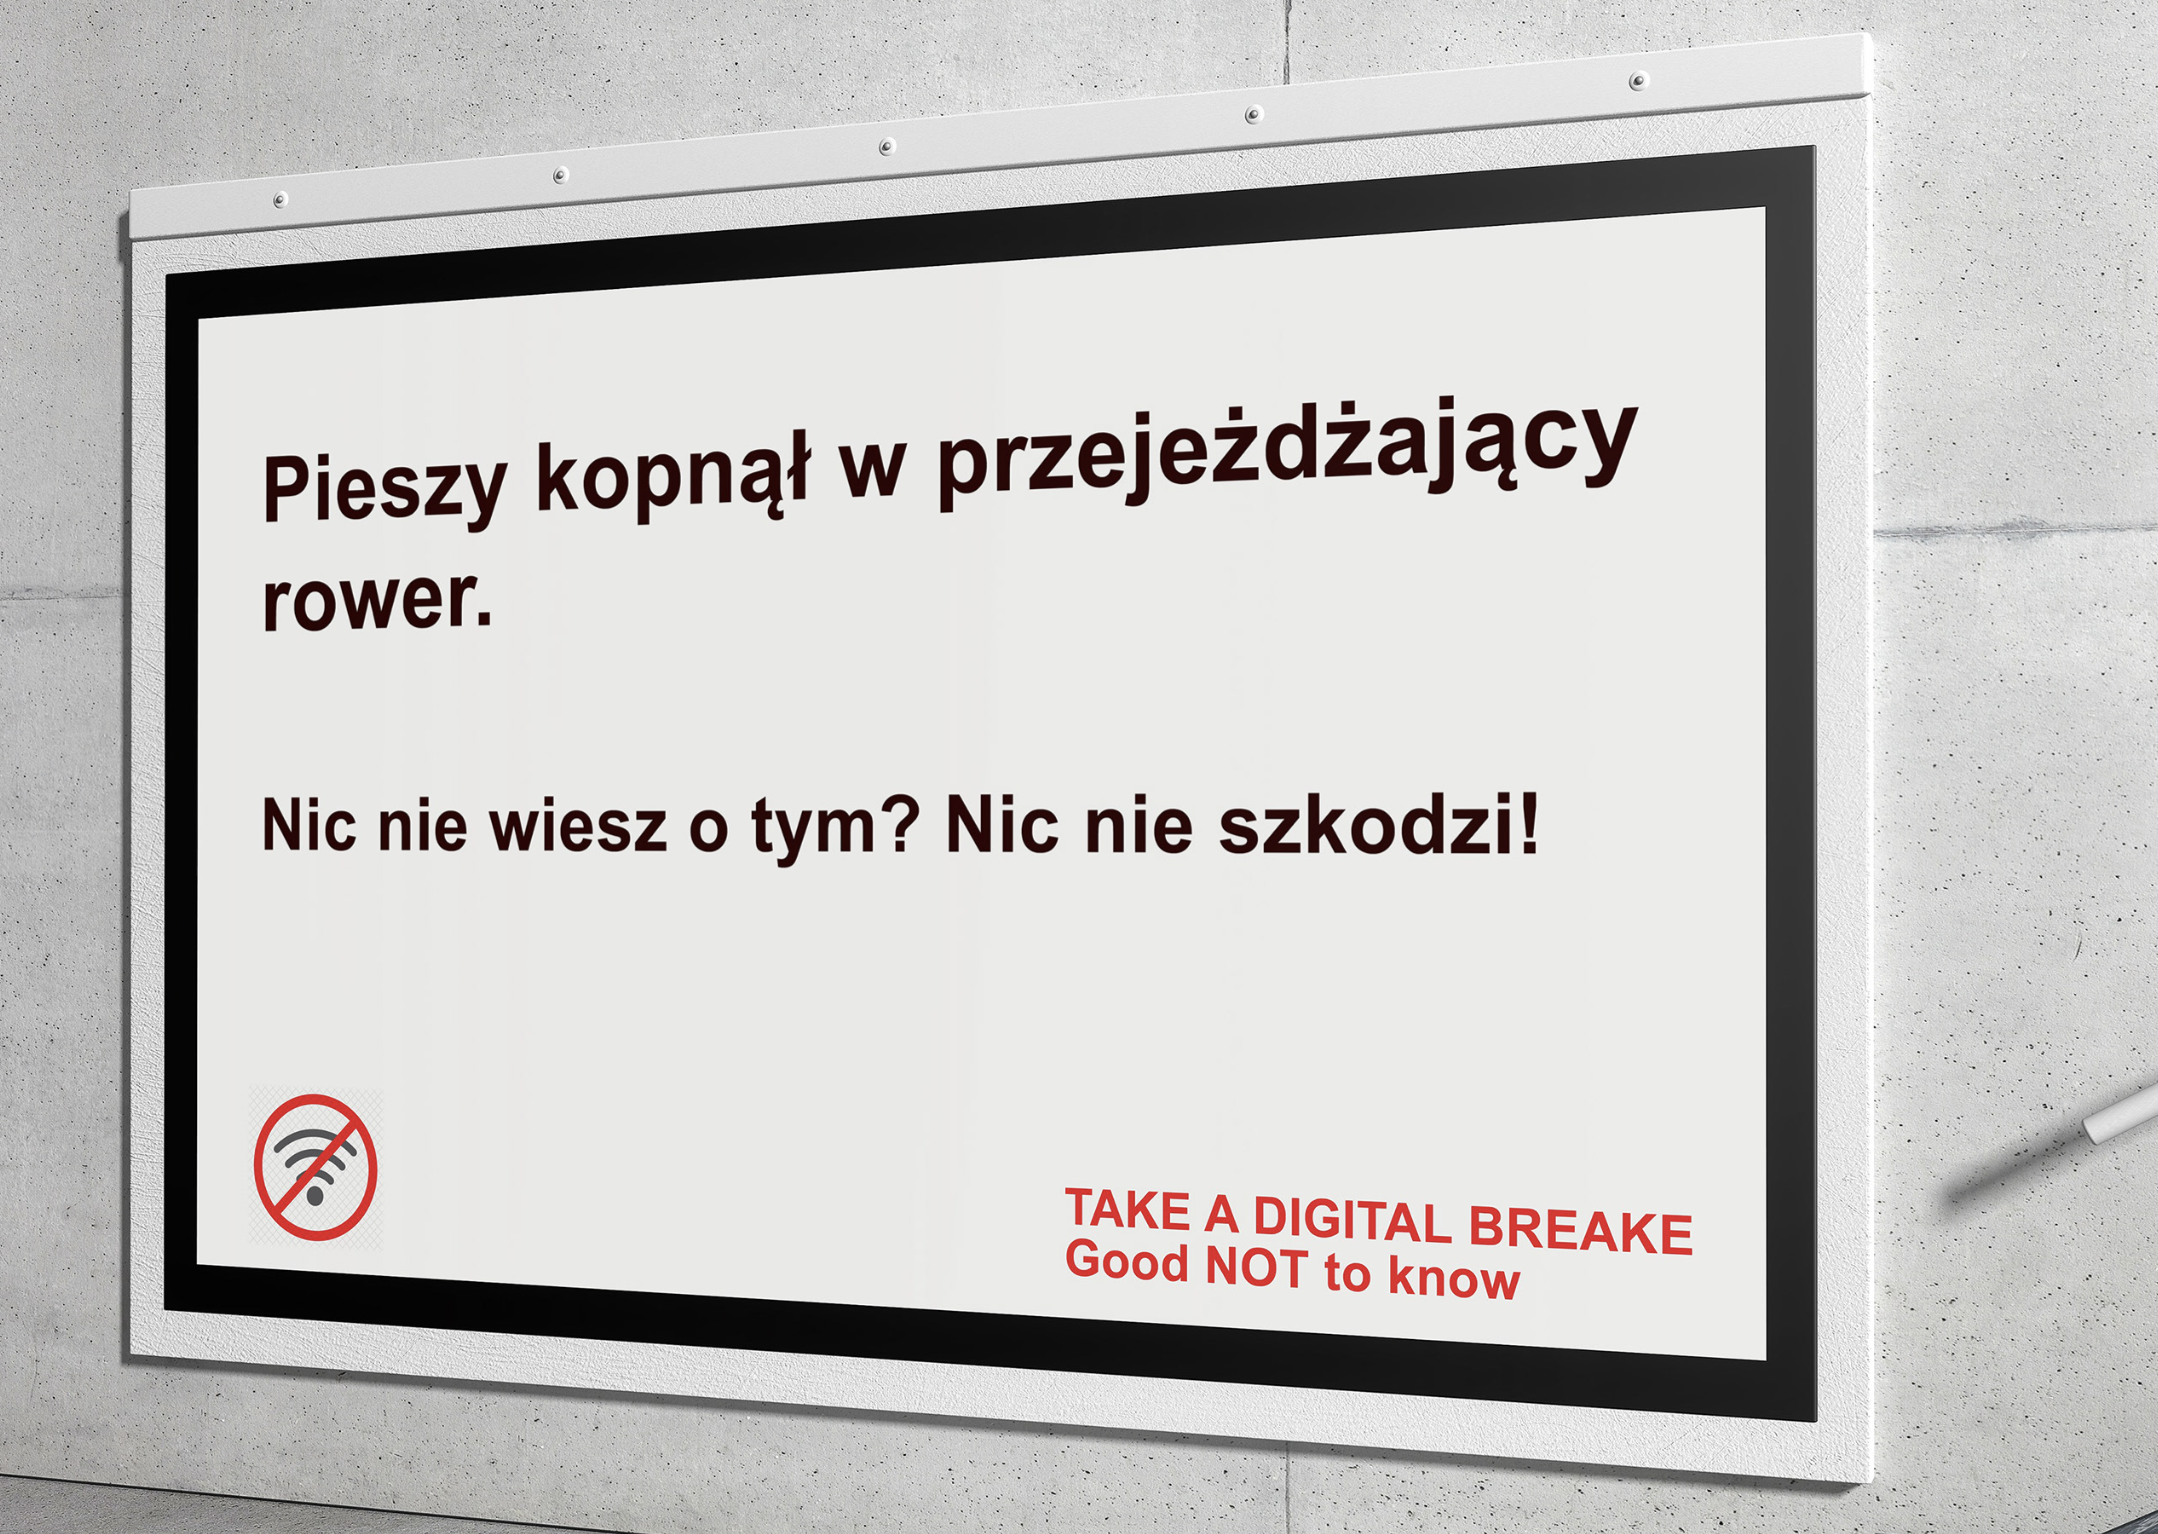 Pieszy kopnął w przejeżdżający
rower.
Nic nie wiesz o tym? Nic nie szkodzi!
TAKE A DIGITAL BREAKE
Good NOT to know